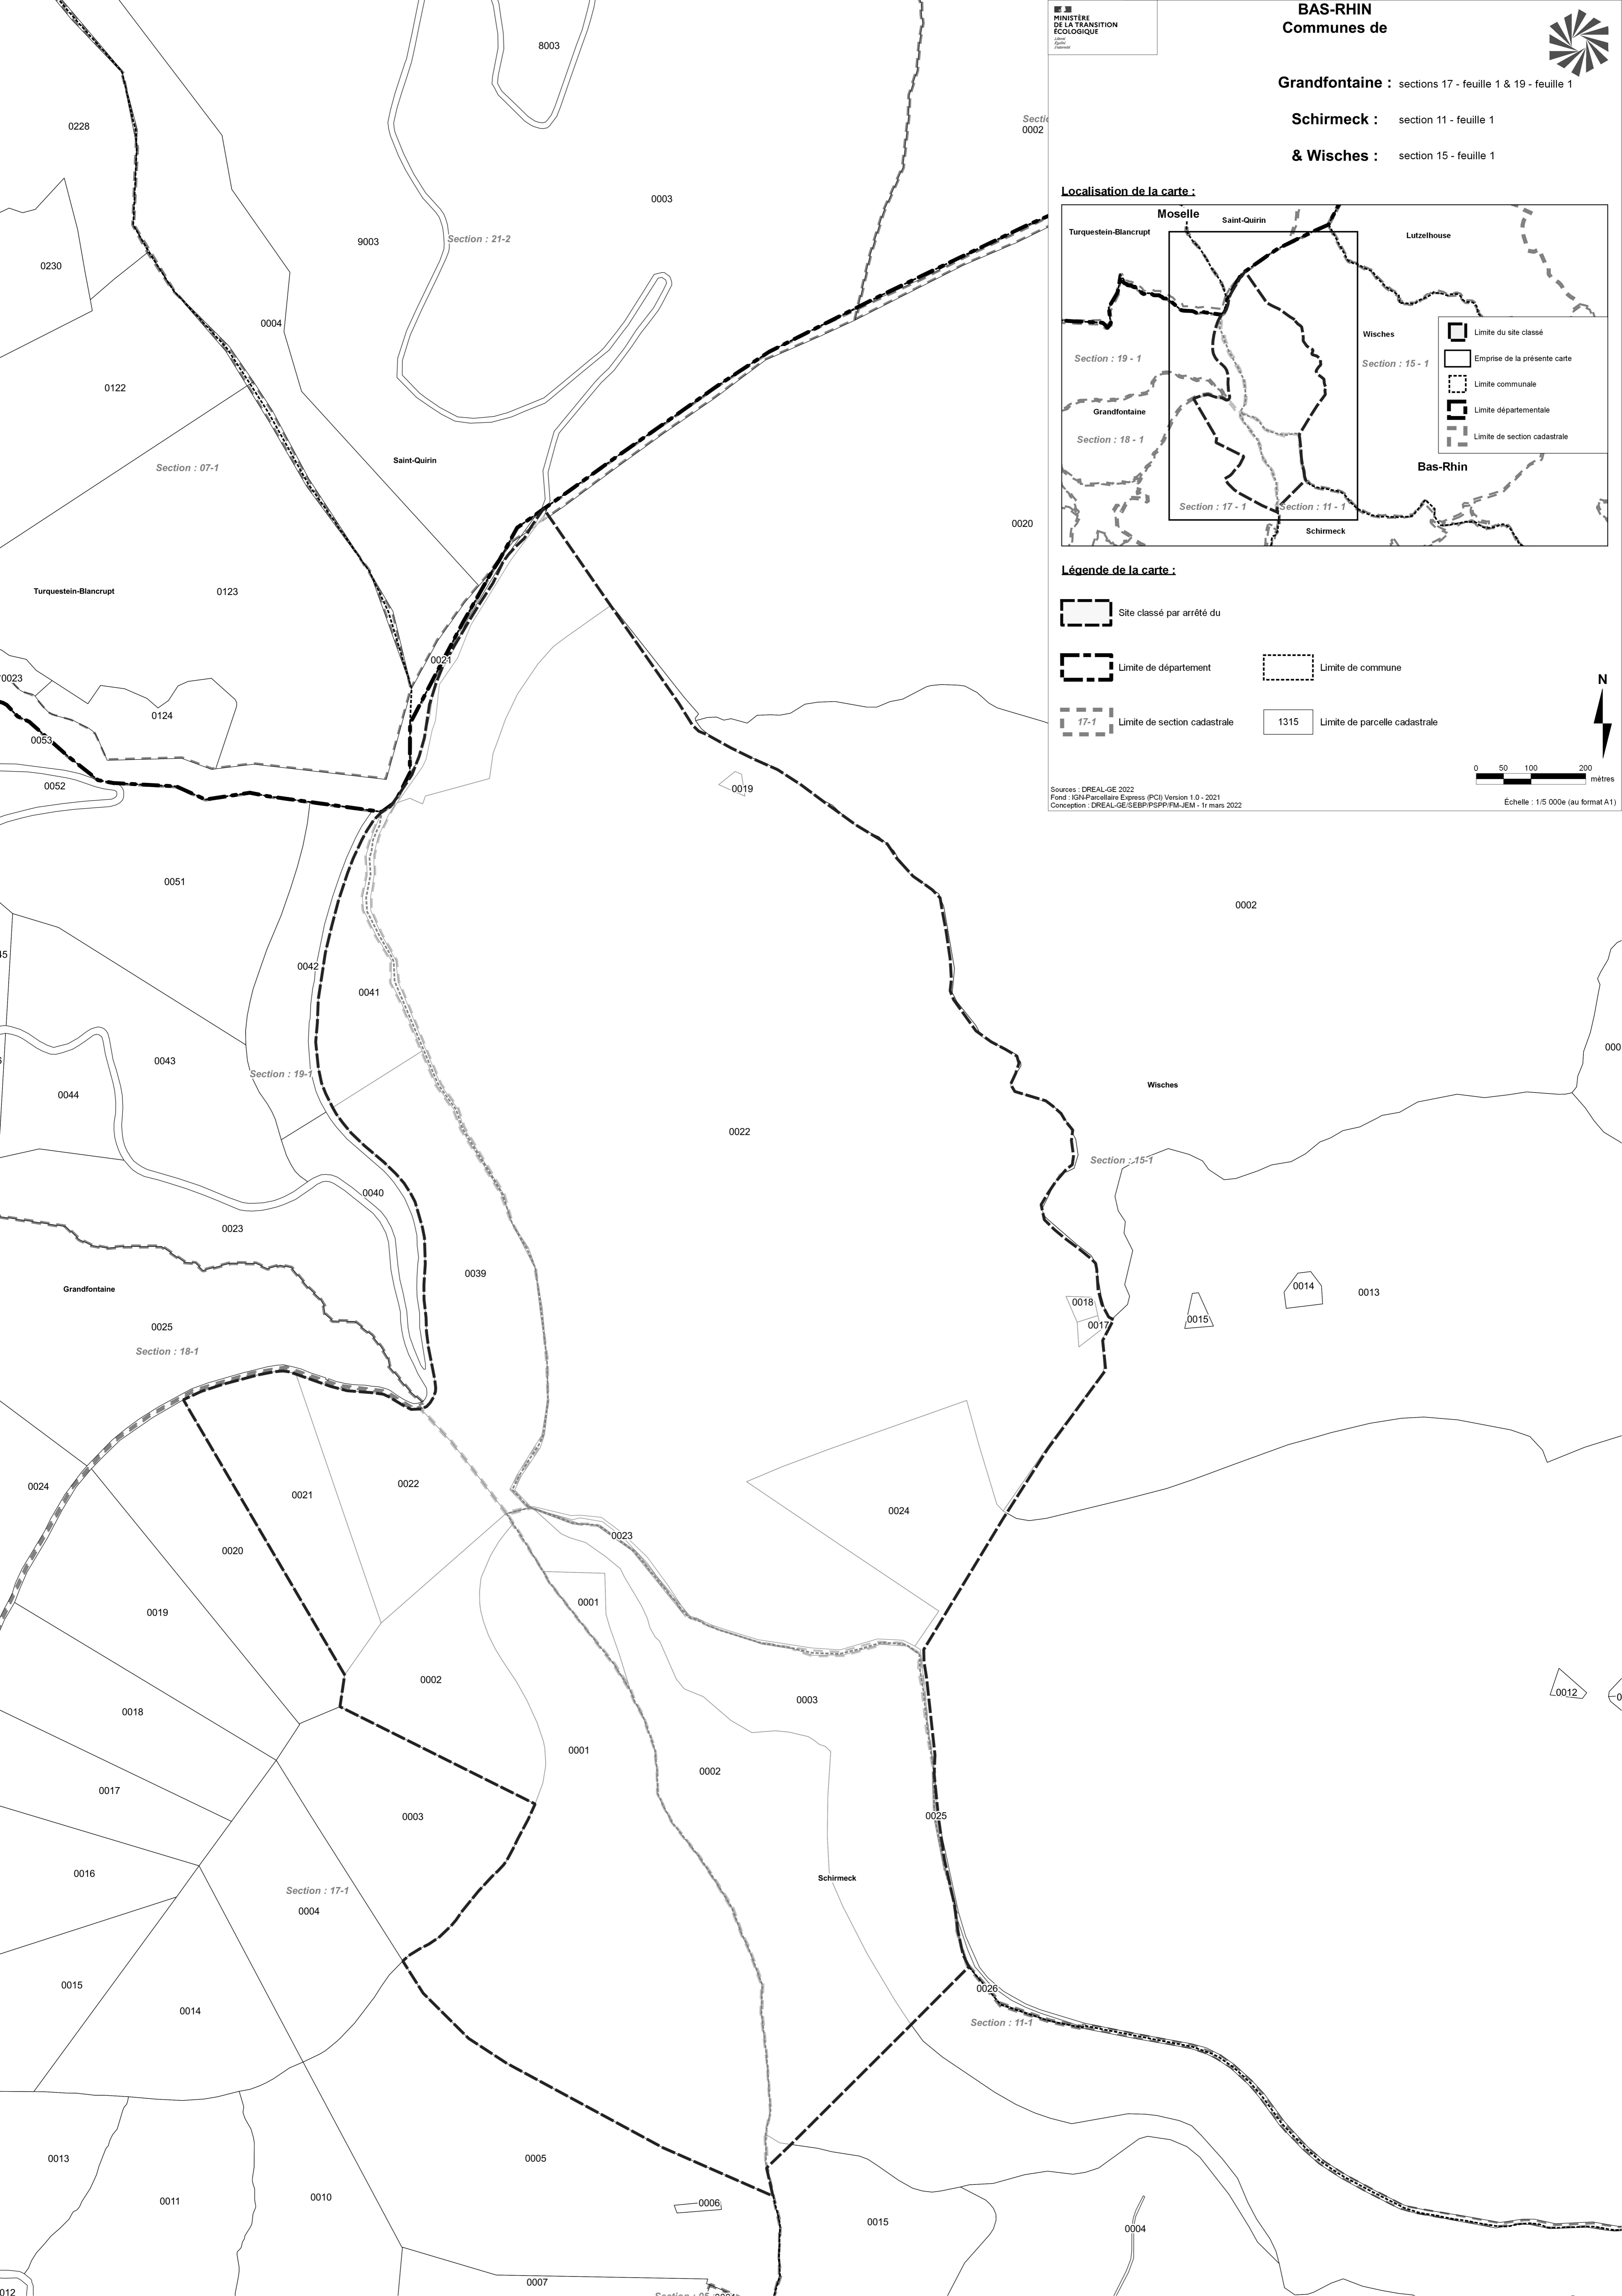 MINISTÈRE
DE LA TRANSITION
ÉCOLOGIQUE
Liberté
Égalité
Fraternité
BAS-RHIN
Communes de
Grandfontaine : sections 17 - feuille 1 & 19 - feuille 1
Schirmeck : section 11 - feuille 1
& Wisches : section 15 - feuille 1
Localisation de la carte :
Moselle
Saint-Quirin
Turquestein-Blancrupt
Lutzelhouse
Wisches
Section : 19 - 1
Section : 15 - 1
Grandfontaine
Section : 18 - 1
Bas-Rhin
Section : 17 - 1
Section : 11 - 1
Schirmeck
Limite du site classé
Emprise de la présente carte
Limite communale
Limite départementale
Limite de section cadastrale
Légende de la carte :
Site classé par arrêté du
Limite de département
Limite de commune
17-1 Limite de section cadastrale
1315 Limite de parcelle cadastrale
N
0 50 100 200
mètres
Sources : DREAL-GE 2022
Fond : IGN-Parcellaire Express (PCI) Version 1.0 - 2021
Conception : DREAL-GE/SEBP/PSPP/FM-JEM - 1r mars 2022
Échelle : 1/5 000e (au format A1)
8003
0228
0002
0003
9003
Section : 21-2
0230
0004
0122
Saint-Quirin
Section : 07-1
0020
Turquestein-Blancrupt
0123
0021
0023
0124
0053
0052
0019
0051
0002
0042
0041
0043
Section : 19-1
0044
Wisches
0022
Section : 15-1
0040
0023
0039
Grandfontaine
0014
0013
0018
0015
0017
0025
Section : 18-1
0022
0024
0021
0024
0023
0020
0001
0019
0002
0012
0003
0018
0001
0002
0017
0003
0025
0016
Schirmeck
Section : 17-1
0004
0015
0026
0014
Section : 11-1
0013
0005
0010
0011
0006
0015
0004
0007